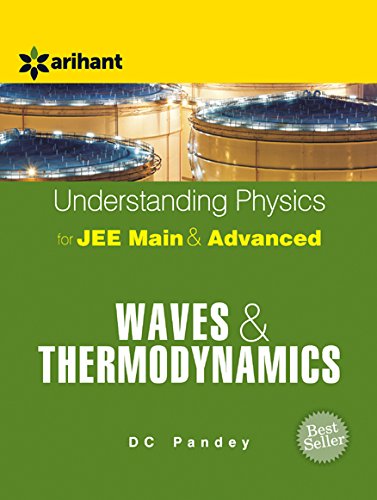 arihant
Understanding Physics
for JEE Main & Advanced
WAVES &
THERMODYNAMICS
Best
Seller
DC Pandey